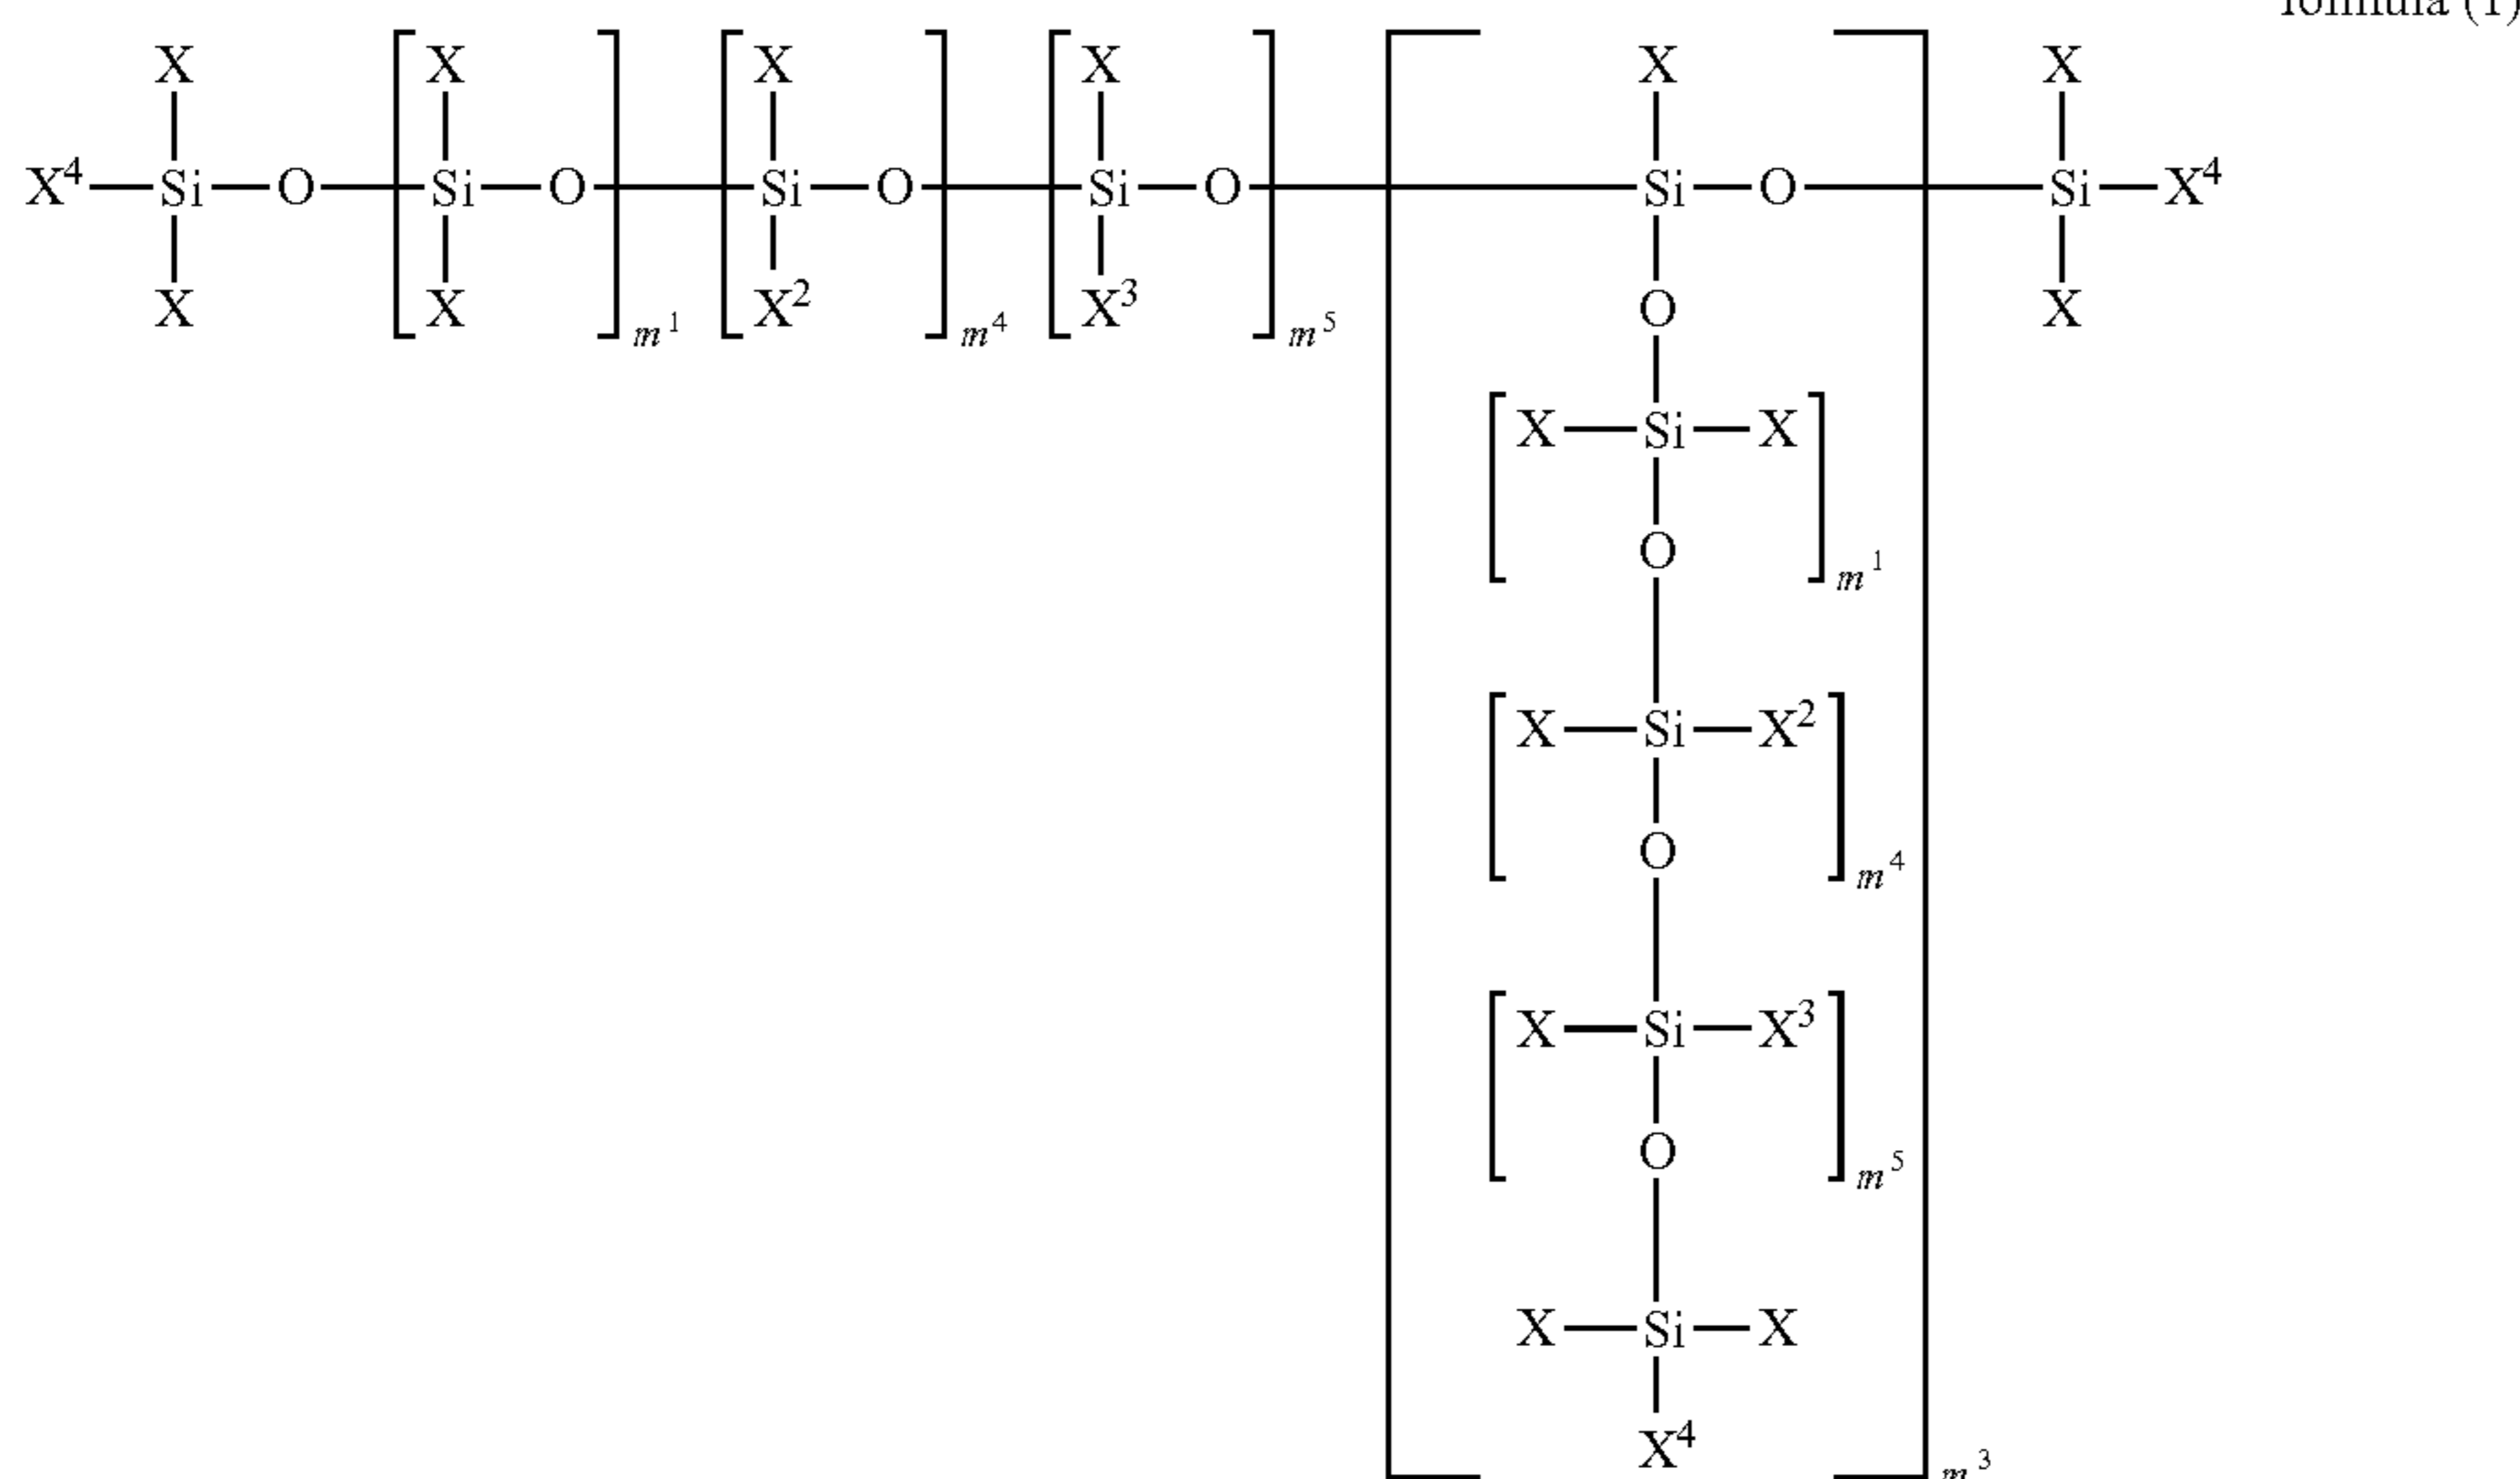 formula (1)
X X X X X X
X⁴ Si O Si O Si O Si O Si O Si X⁴
X X m¹ X² m⁴ X³ m⁵ O X
X Si X
O m¹
X Si X²
O m⁴
X Si X³
O m⁵
X Si X
X⁴ m³